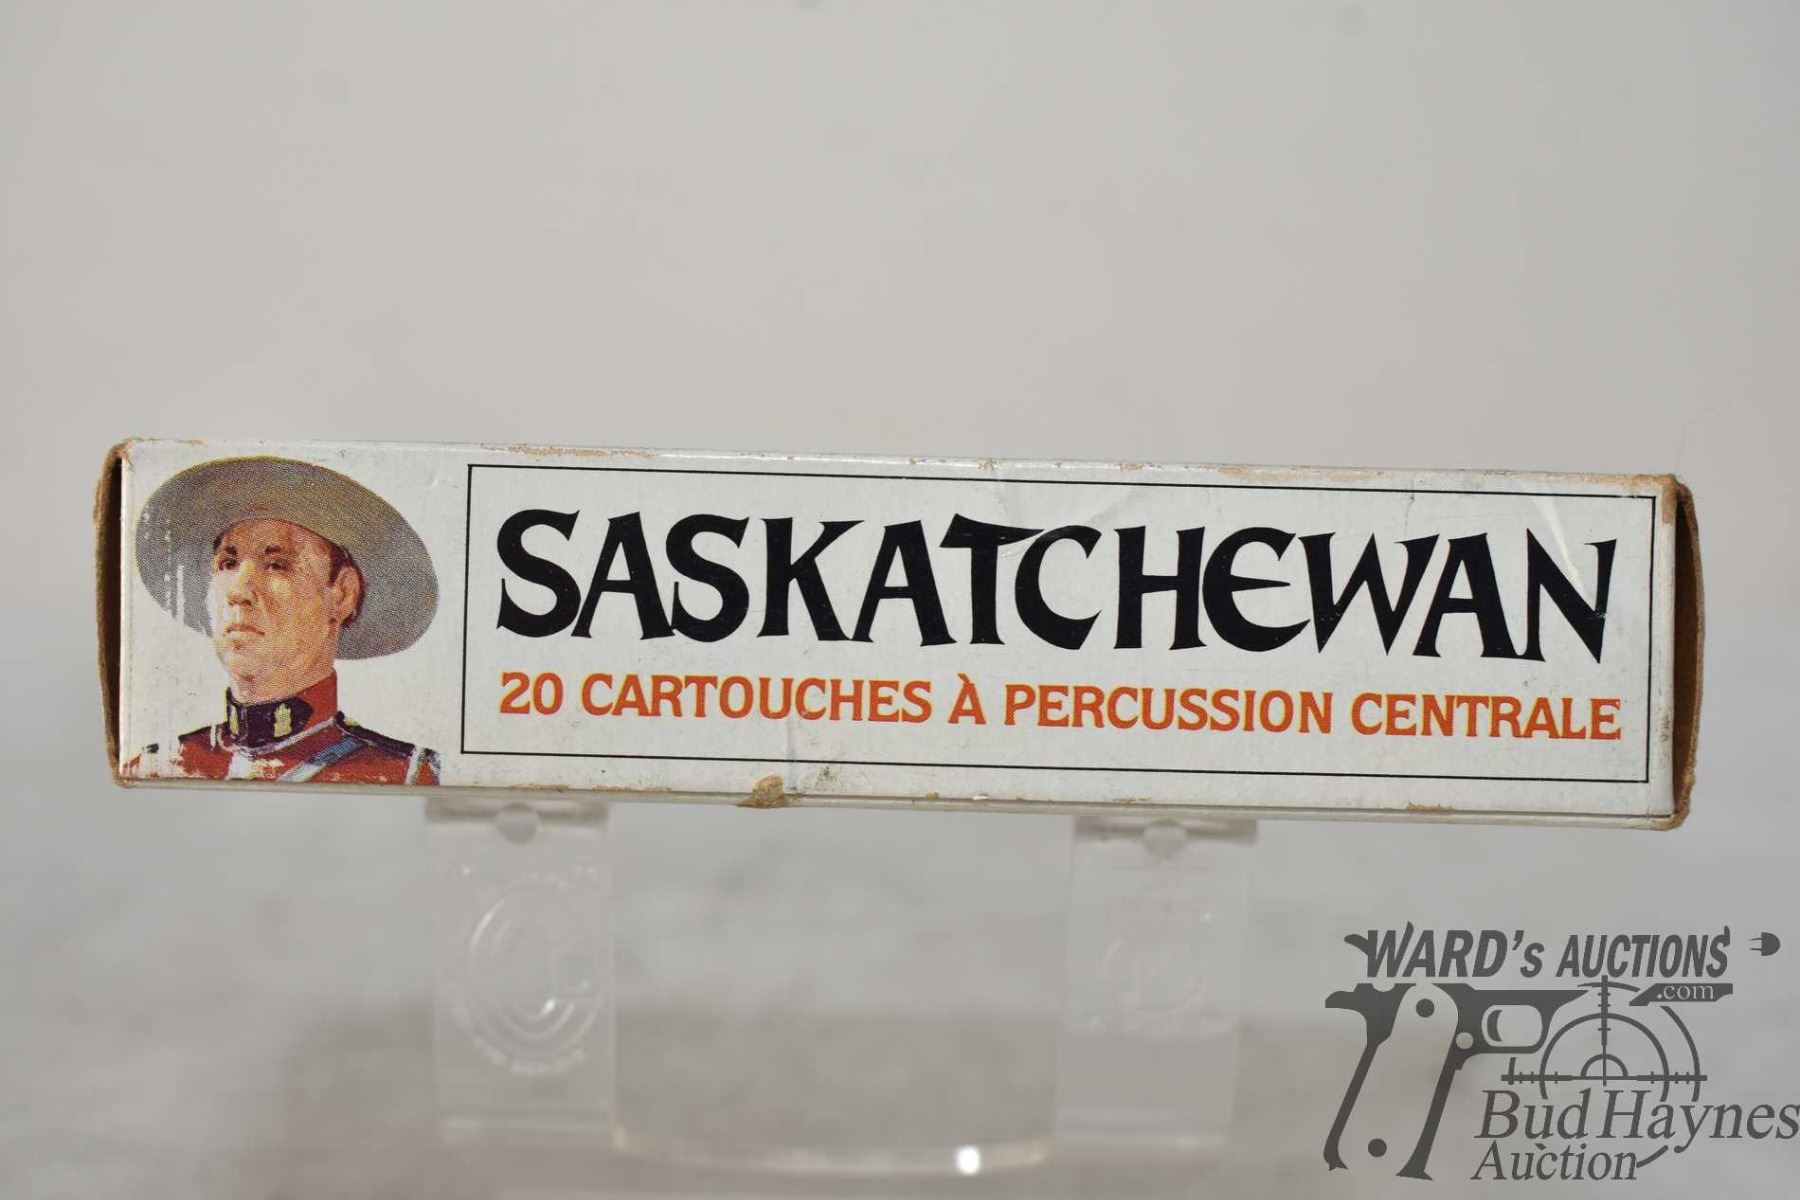 SASKATCHEWAN
20 CARTOUCHES À PERCUSSION CENTRALE
WARD's AUCTIONS
.com
Bud Haynes
Auction